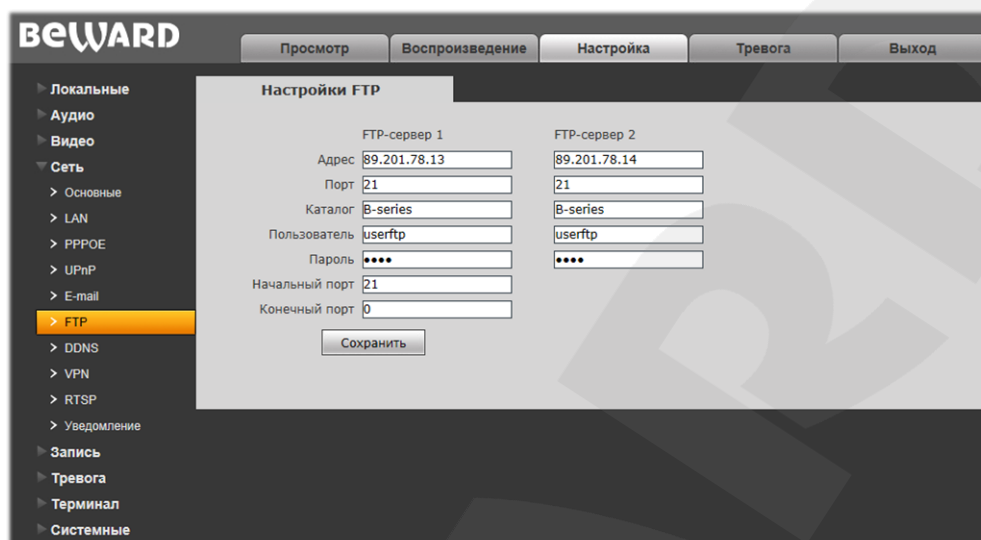 BEWARD
Просмотр Воспроизведение Настройка Тревога Выход
Локальные
Аудио
Видео
Сеть
Основные
LAN
PPPOE
UPnP
E-mail
FTP
DDNS
VPN
RTSP
Уведомление
Запись
Тревога
Терминал
Системные
Настройки FTP
FTP-сервер 1 FTP-сервер 2
Адрес 89.201.78.13 89.201.78.14
Порт 21 21
Каталог B-series B-series
Пользователь userftp userftp
Пароль •••• ••••
Начальный порт 21
Конечный порт 0
Сохранить